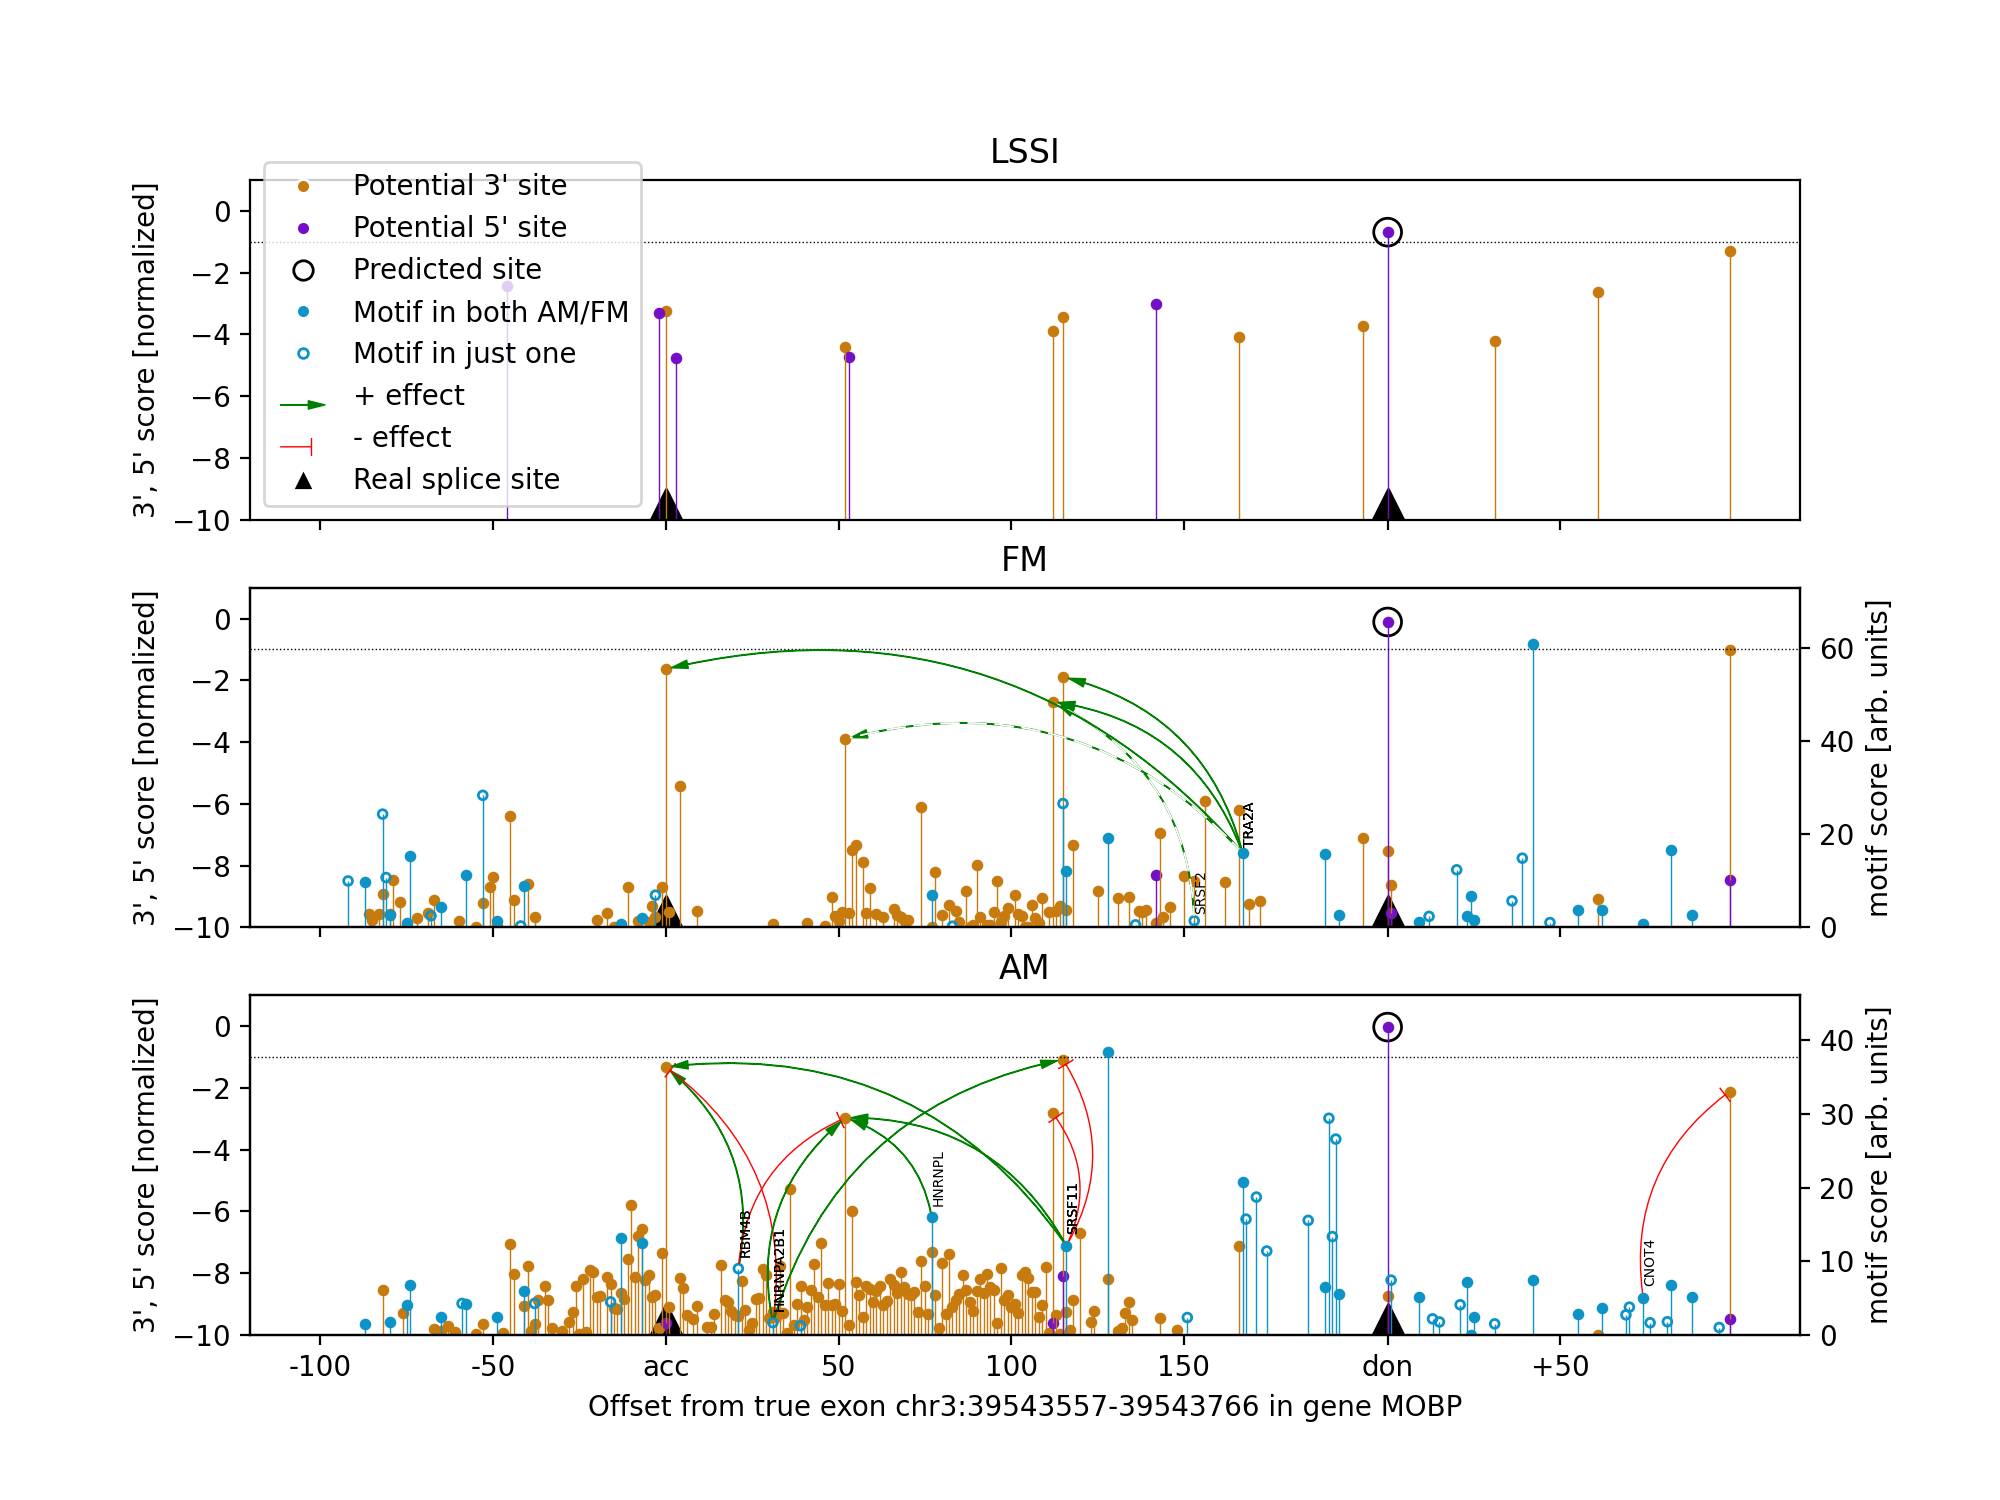 LSSI
3', 5' score [normalized]
0
−2
−4
−6
−8
−10
Potential 3' site
Potential 5' site
Predicted site
Motif in both AM/FM
Motif in just one
+ effect
- effect
Real splice site
FM
3', 5' score [normalized]
0
−2
−4
−6
−8
−10
TRA2A
SRSF2
60
40
20
0
motif score [arb. units]
AM
3', 5' score [normalized]
0
−2
−4
−6
−8
−10
RBM4B
HNRNPA2B1
HNRNPL
SRSF11
CNOT4
40
30
20
10
0
motif score [arb. units]
-100
-50
acc
50
100
150
don
+50
Offset from true exon chr3:39543557-39543766 in gene MOBP